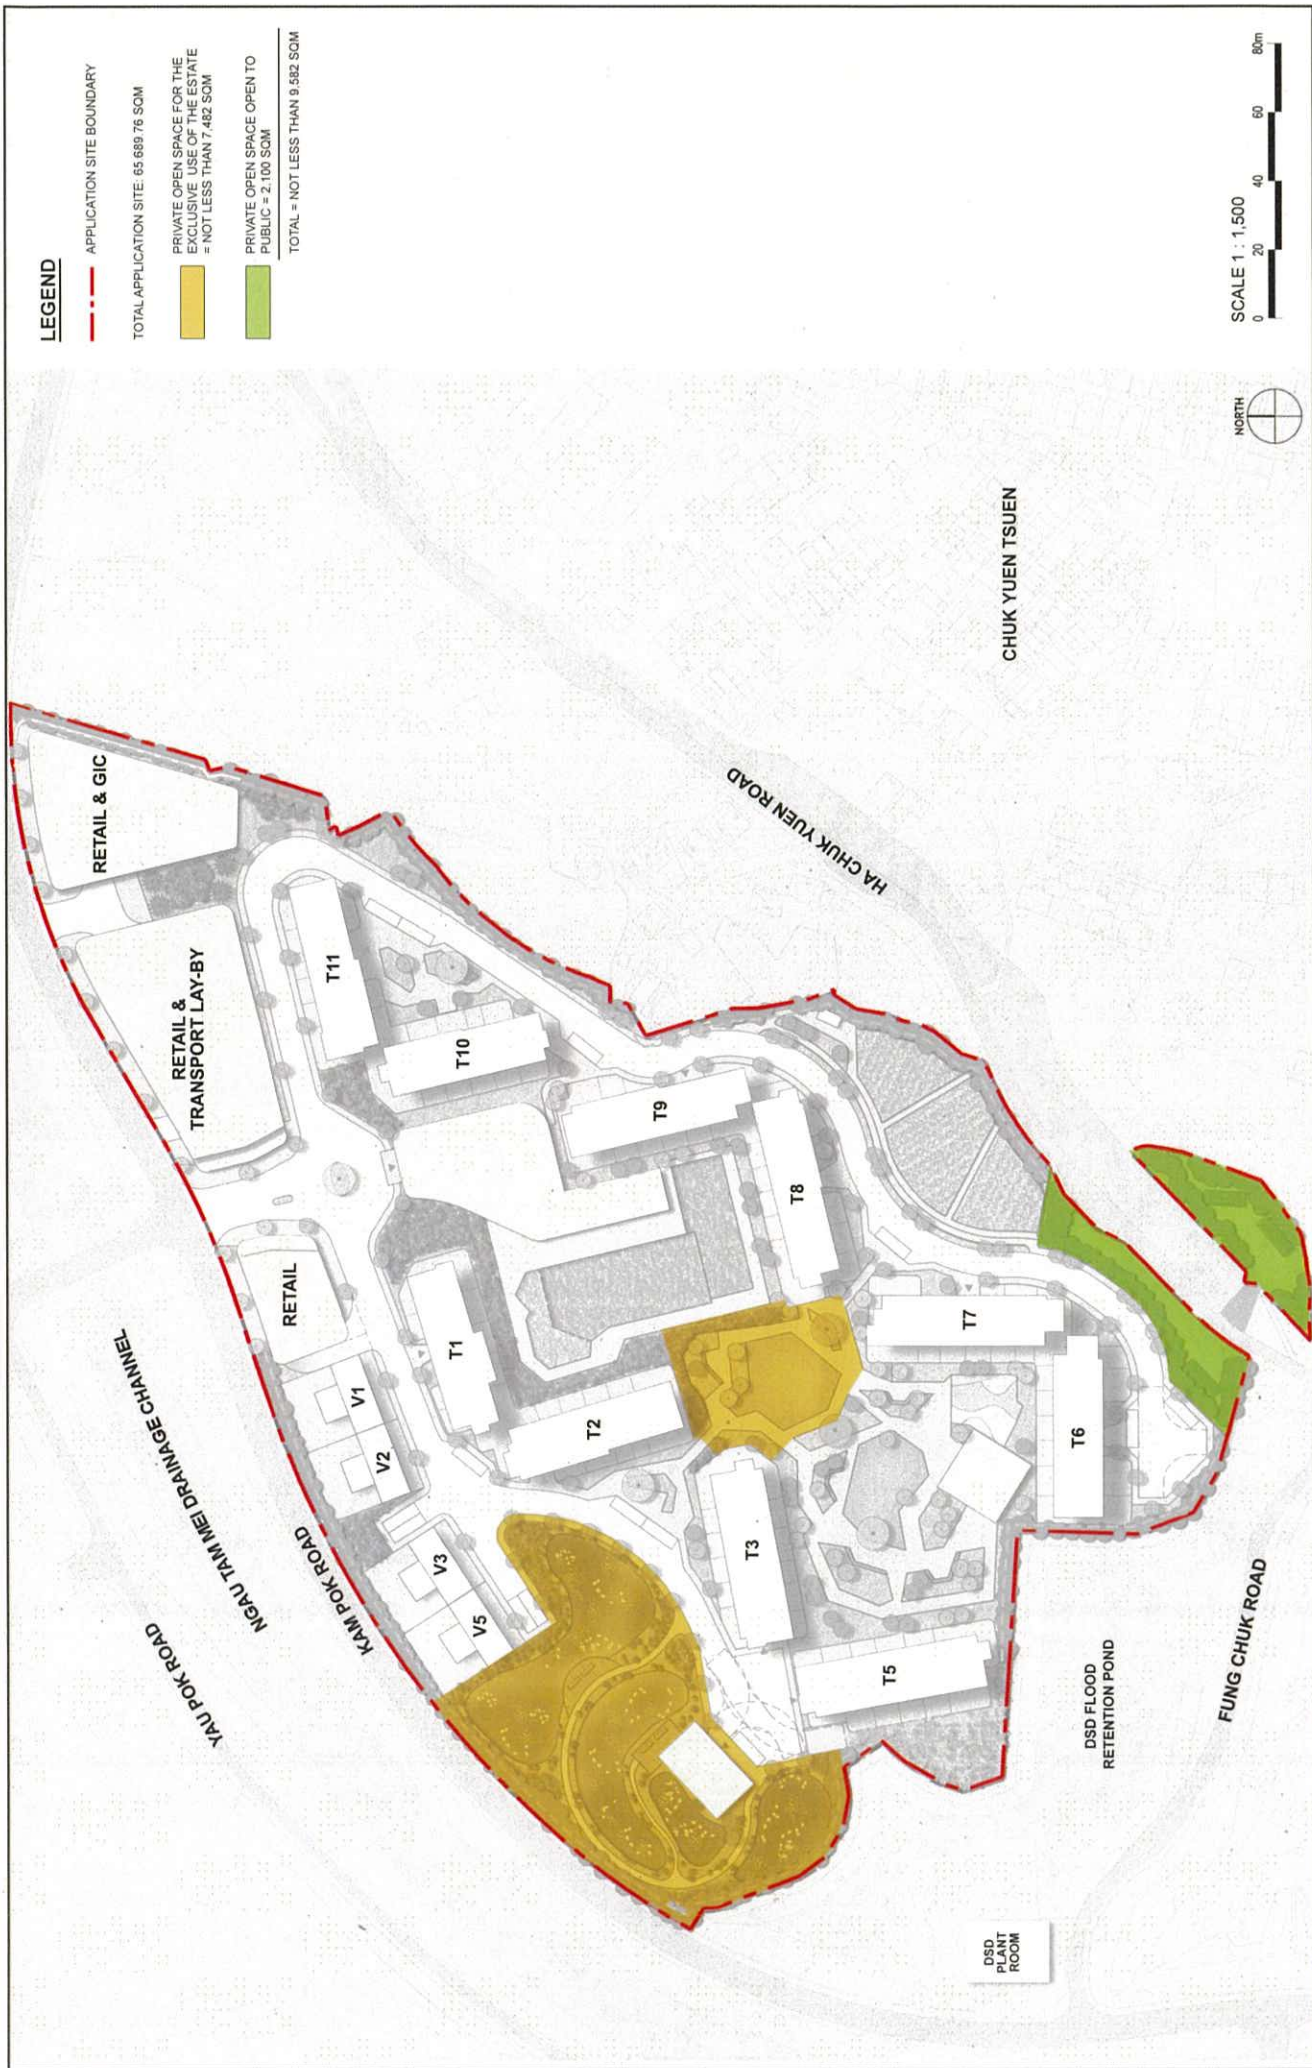 LEGEND
APPLICATION SITE BOUNDARY
TOTAL APPLICATION SITE: 65 689.76 SQM
PRIVATE OPEN SPACE FOR THE
EXCLUSIVE USE OF THE ESTATE
= NOT LESS THAN 7,482 SQM
PRIVATE OPEN SPACE OPEN TO
PUBLIC = 2,100 SQM
TOTAL = NOT LESS THAN 9,582 SQM
RETAIL & GIC
RETAIL &
TRANSPORT LAY-BY
T11
T10
T9
T8
RETAIL
T1
T2
V1
V2
V3
V5
T3
T5
T6
T7
NGAU TAM MEI DRAINAGE CHANNEL
KAM POK ROAD
YAU POK ROAD
HA CHUK YUEN ROAD
CHUK YUEN TSUEN
FUNG CHUK ROAD
DSD FLOOD
RETENTION POND
DSD
PLANT
ROOM
NORTH
SCALE 1 : 1,500
0 20 40 60 80m